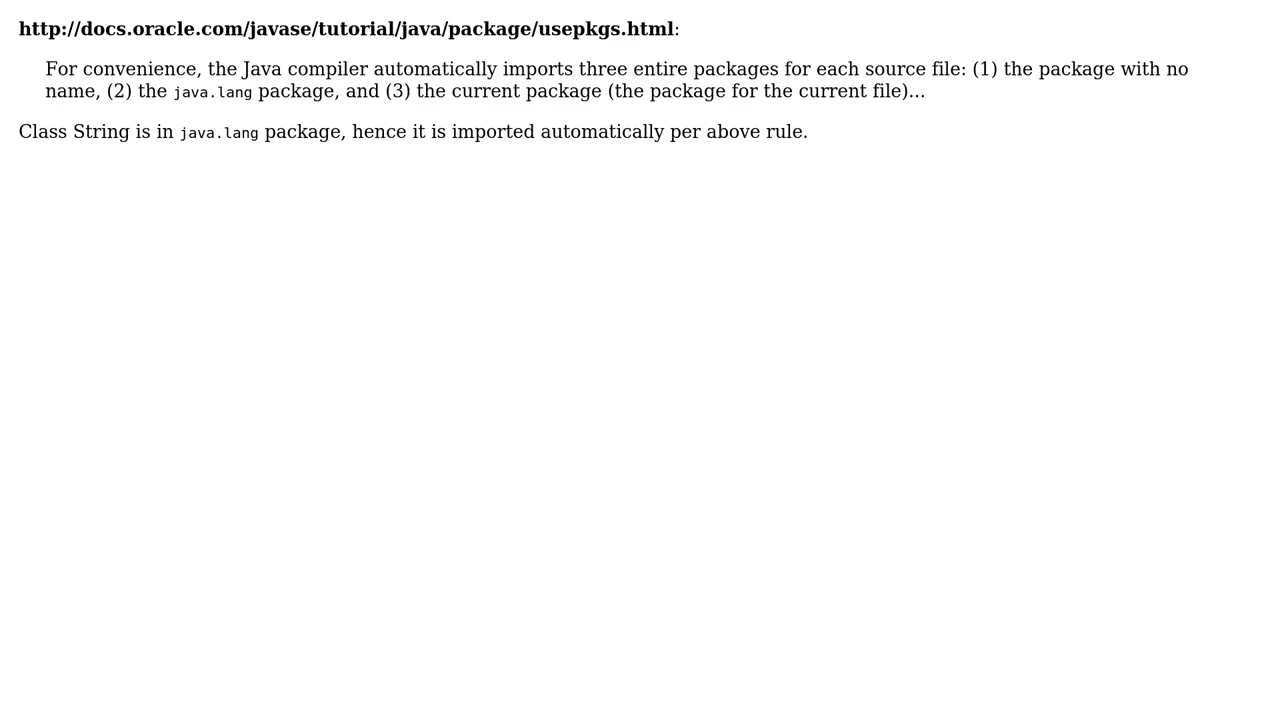 http://docs.oracle.com/javase/tutorial/java/package/usepkgs.html:
For convenience, the Java compiler automatically imports three entire packages for each source file: (1) the package with no
name, (2) the java.lang package, and (3) the current package (the package for the current file)...
Class String is in java.lang package, hence it is imported automatically per above rule.